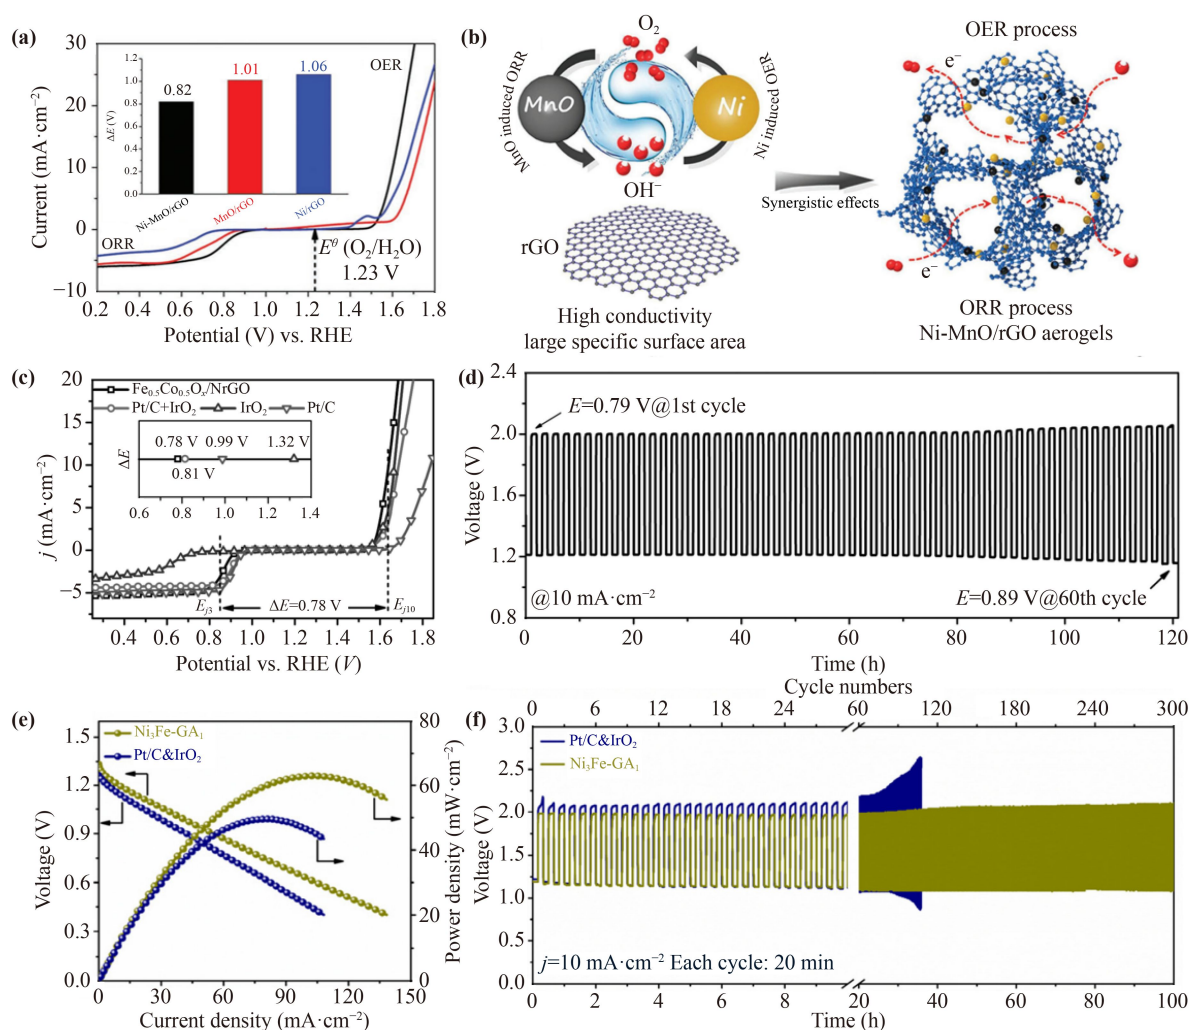 (a)
30
20
10
0
−10
Current (mA·cm⁻²)
1.2
1.0
0.8
0.6
0.4
0.2
0.0
ΔE (V)
0.82
1.01
1.06
Ni-MnO/rGO
MnO/rGO
Ni/rGO
OER
ORR
E^θ (O₂/H₂O)
1.23 V
0.2 0.4 0.6 0.8 1.0 1.2 1.4 1.6 1.8
Potential (V) vs. RHE
(b)
O₂
MnO induced ORR
MnO
Ni
Ni induced OER
OH⁻
rGO
High conductivity
large specific surface area
Synergistic effects
OER process
e⁻
e⁻
ORR process
Ni-MnO/rGO aerogels
(c)
20
15
10
5
0
−5
j (mA·cm⁻²)
Fe₀.₅Co₀.₅Oₓ/NrGO
Pt/C+IrO₂ IrO₂ Pt/C
0.78 V 0.99 V 1.32 V
0.81 V
ΔE
0.6 0.8 1.0 1.2 1.4
E_j3 ΔE=0.78 V E_j10
0.4 0.6 0.8 1.0 1.2 1.4 1.6 1.8
Potential vs. RHE (V)
(d)
2.4
2.0
1.6
1.2
0.8
Voltage (V)
E=0.79 V@1st cycle
@10 mA·cm⁻²
E=0.89 V@60th cycle
0 20 40 60 80 100 120
Time (h)
(e)
1.5
1.2
0.9
0.6
0.3
0.0
Voltage (V)
Ni₃Fe-GA₁
Pt/C&IrO₂
80
60
40
20
0
Power density (mW·cm⁻²)
0 30 60 90 120 150
Current density (mA·cm⁻²)
(f)
Cycle numbers
0 6 12 18 24 60 120 180 240 300
3.0
2.5
2.0
1.5
1.0
0.5
0.0
Voltage (V)
Pt/C&IrO₂
Ni₃Fe-GA₁
j=10 mA·cm⁻² Each cycle: 20 min
0 2 4 6 8 20 40 60 80 100
Time (h)